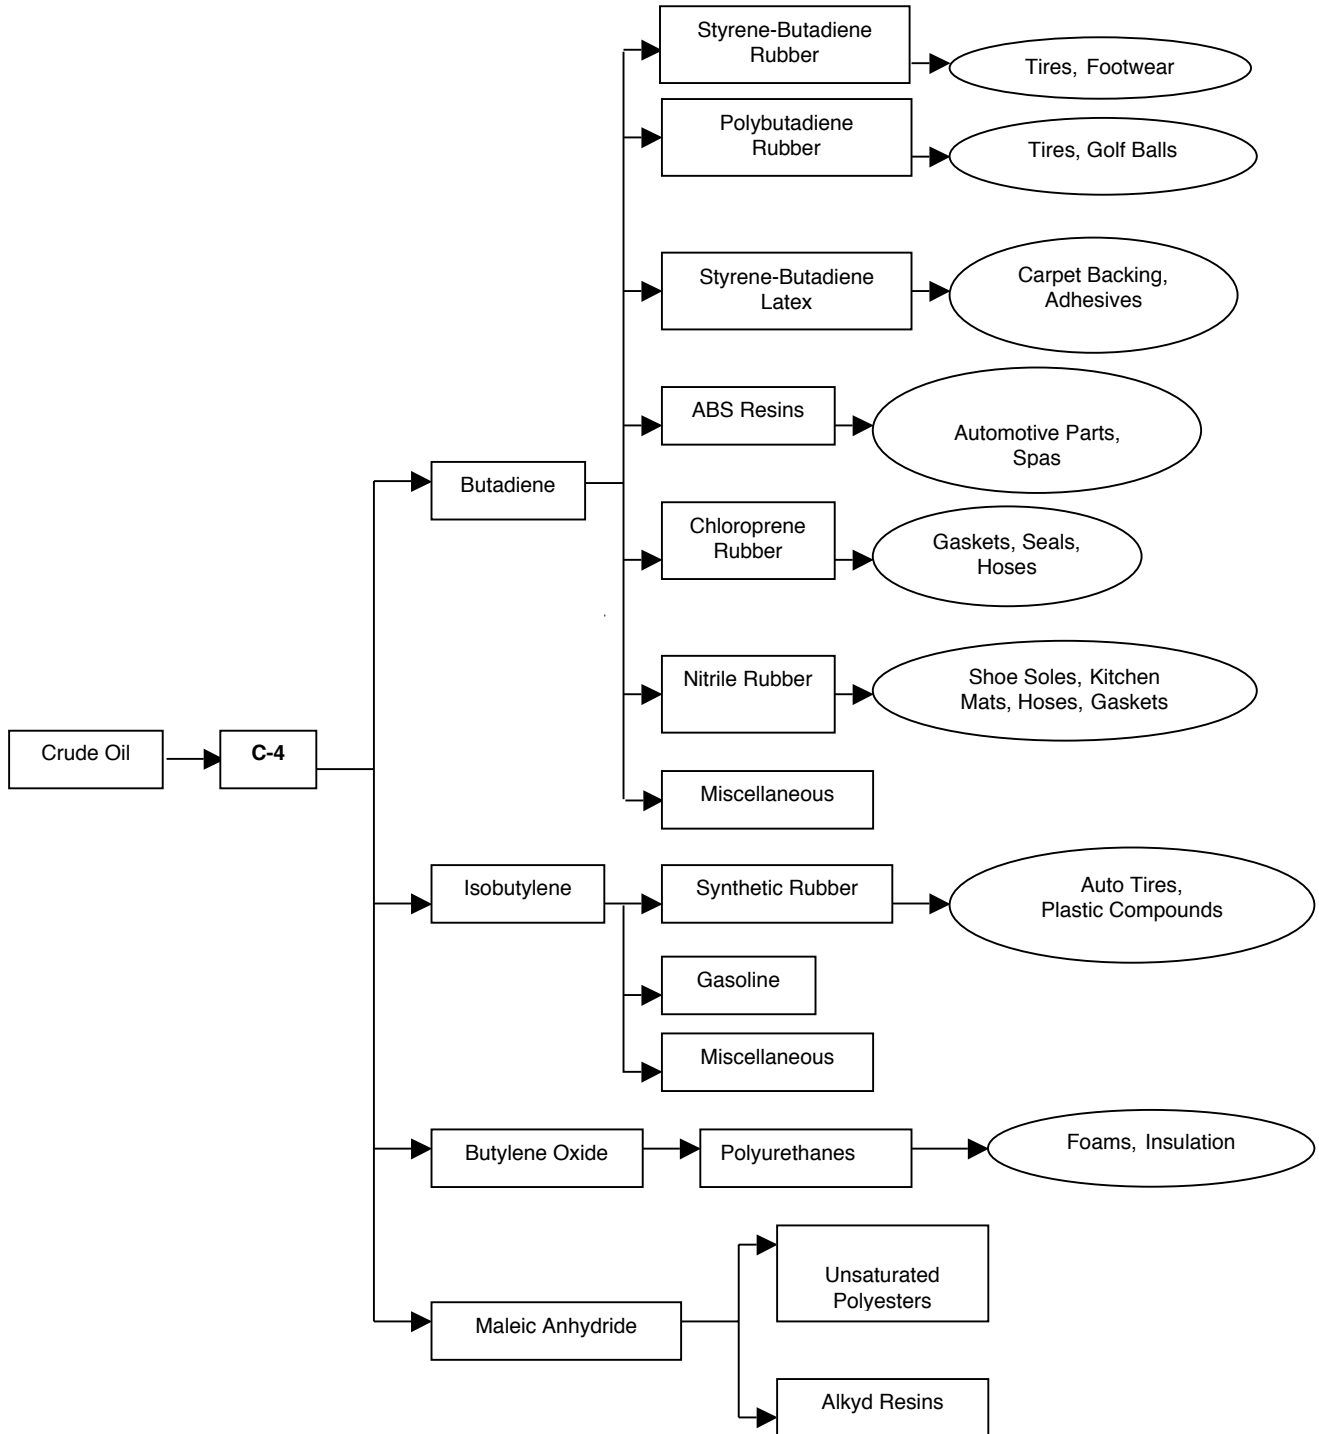 Styrene-Butadiene
Rubber
Tires, Footwear
Polybutadiene
Rubber
Tires, Golf Balls
Styrene-Butadiene
Latex
Carpet Backing,
Adhesives
ABS Resins
Automotive Parts,
Spas
Butadiene
Chloroprene
Rubber
Gaskets, Seals,
Hoses
Nitrile Rubber
Shoe Soles, Kitchen
Mats, Hoses, Gaskets
Crude Oil
C-4
Miscellaneous
Isobutylene
Synthetic Rubber
Auto Tires,
Plastic Compounds
Gasoline
Miscellaneous
Butylene Oxide
Polyurethanes
Foams, Insulation
Unsaturated
Polyesters
Maleic Anhydride
Alkyd Resins